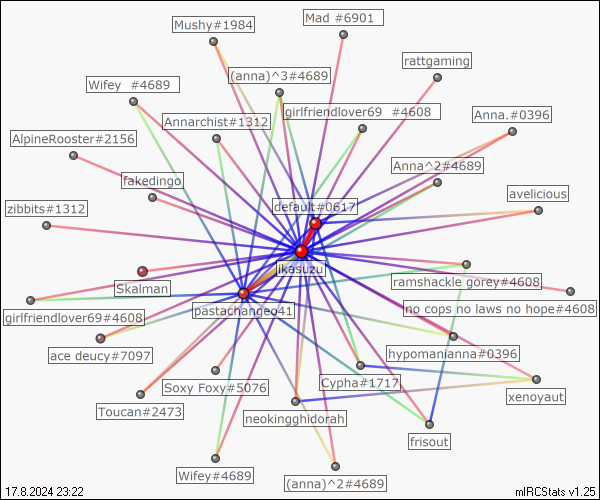 Mad #6901
Mushy#1984
rattgaming
(anna)^3#4689
Wifey  #4689
girlfriendlover69  #4608
Anna.#0396
Annarchist#1312
AlpineRooster#2156
Anna^2#4689
fakedingo
avelicious
default#0617
zibbits#1312
ikasuzu
ramshackle gorey#4608
Skalman
no cops no laws no hope#4608
pastachangeo41
girlfriendlover69#4608
hypomanianna#0396
ace deucy#7097
Cypha#1717
Soxy Foxy#5076
xenoyaut
Toucan#2473
neokingghidorah
frisout
Wifey#4689
(anna)^2#4689
17.8.2024 23:22
mIRCStats v1.25